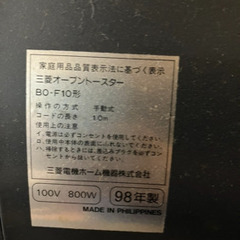 家庭用品品質表示法に基づく表示
三菱オーブントースター
BO-F10形
操作の方式 手動式
コードの長さ 1.0m
使用上の注意
三菱電機ホーム機器株式会社
100V 800W 98年製
MADE IN PHILIPPINES